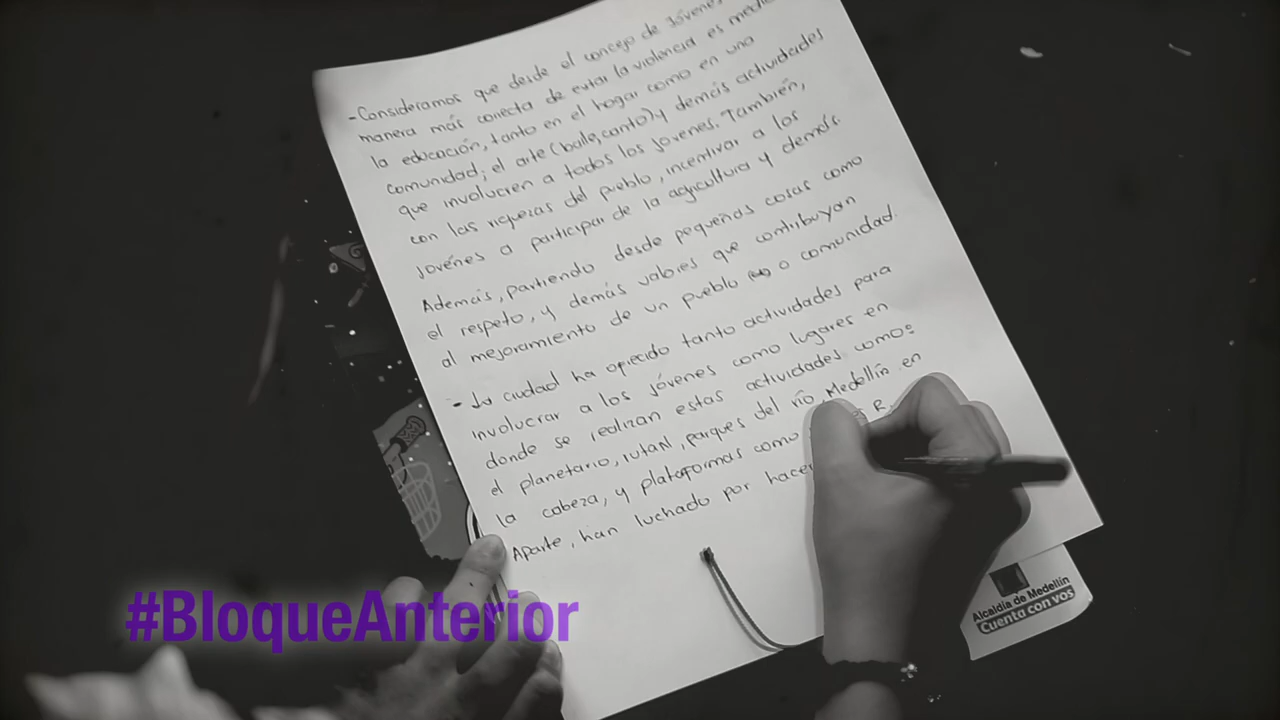 -Consideramos que desde el concejo de Jóvenes,
manera más correcta de evitar la violencia es
la educación, tanto en el hogar como en una
comunidad; el arte (baile, canto) y demás actividades
que involucren a todos los jovenes. También,
con las riquezas del pueblo, incentivar a los
jovénes a participar de la agricultura y demás.
Además, partiendo desde pequeñas cosas como
el respeto, y demás valores que contribuyan
al mejoramiento de un pueblo o comunidad.
- La ciudad ha ofrecido tanto actividades para
involucrar a los jóvenes como lugares en
donde se realizan estas actividades como:
el planetario, rutan, parques del río, Medellín en
la cabeza, y plataformas como R.
Aparte, han luchado por hacer
#BloqueAnterior
Alcaldía de Medellín
Cuenta con vos